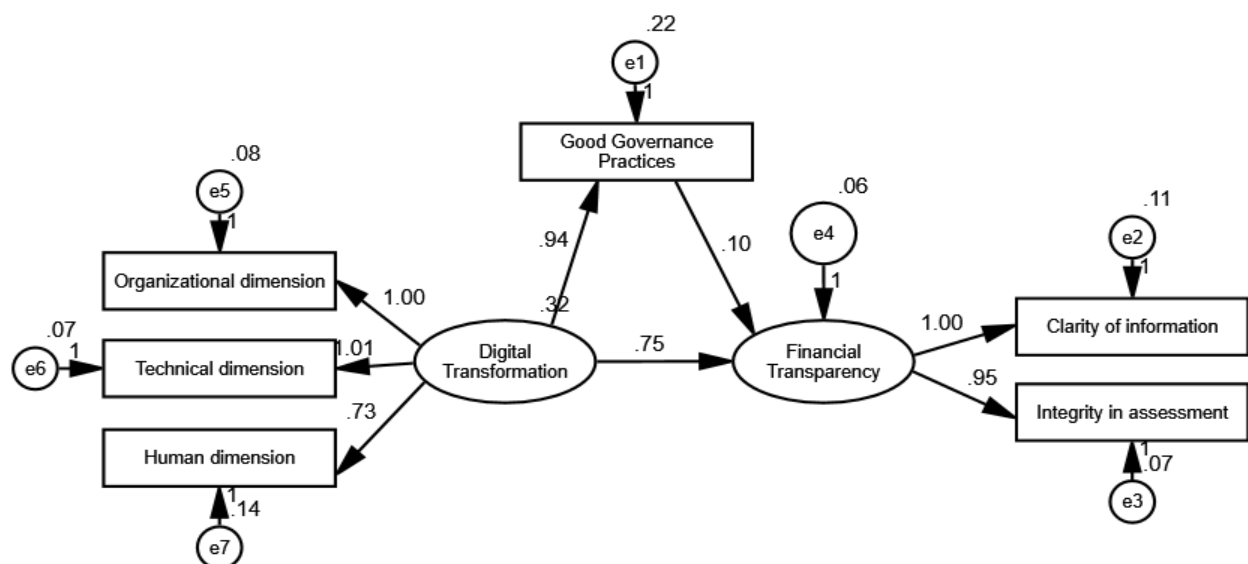 .22
e1
1
Good Governance
Practices
.08
e5
1
.06
e4
1
.11
e2
1
.94
.10
Organizational dimension
1.00
.32
1.00
Clarity of information
.07
e6
1
Technical dimension
1.01
Digital
Transformation
.75
Financial
Transparency
.95
Integrity in assessment
.73
Human dimension
1
.14
e7
1
.07
e3